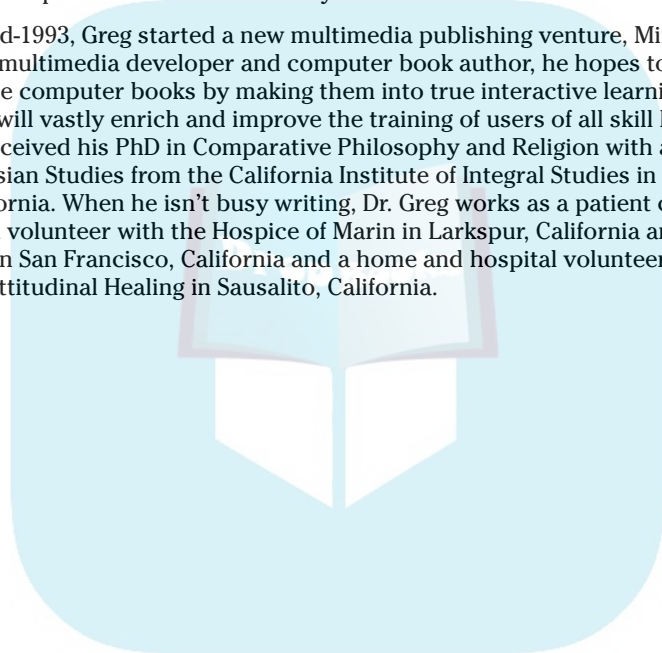 d-1993, Greg started a new multimedia publishing venture, Mi
multimedia developer and computer book author, he hopes to
e computer books by making them into true interactive learni
will vastly enrich and improve the training of users of all skill l
ceived his PhD in Comparative Philosophy and Religion with a
sian Studies from the California Institute of Integral Studies in
ornia. When he isn’t busy writing, Dr. Greg works as a patient c
volunteer with the Hospice of Marin in Larkspur, California an
n San Francisco, California and a home and hospital volunteer
ttitudinal Healing in Sausalito, California.